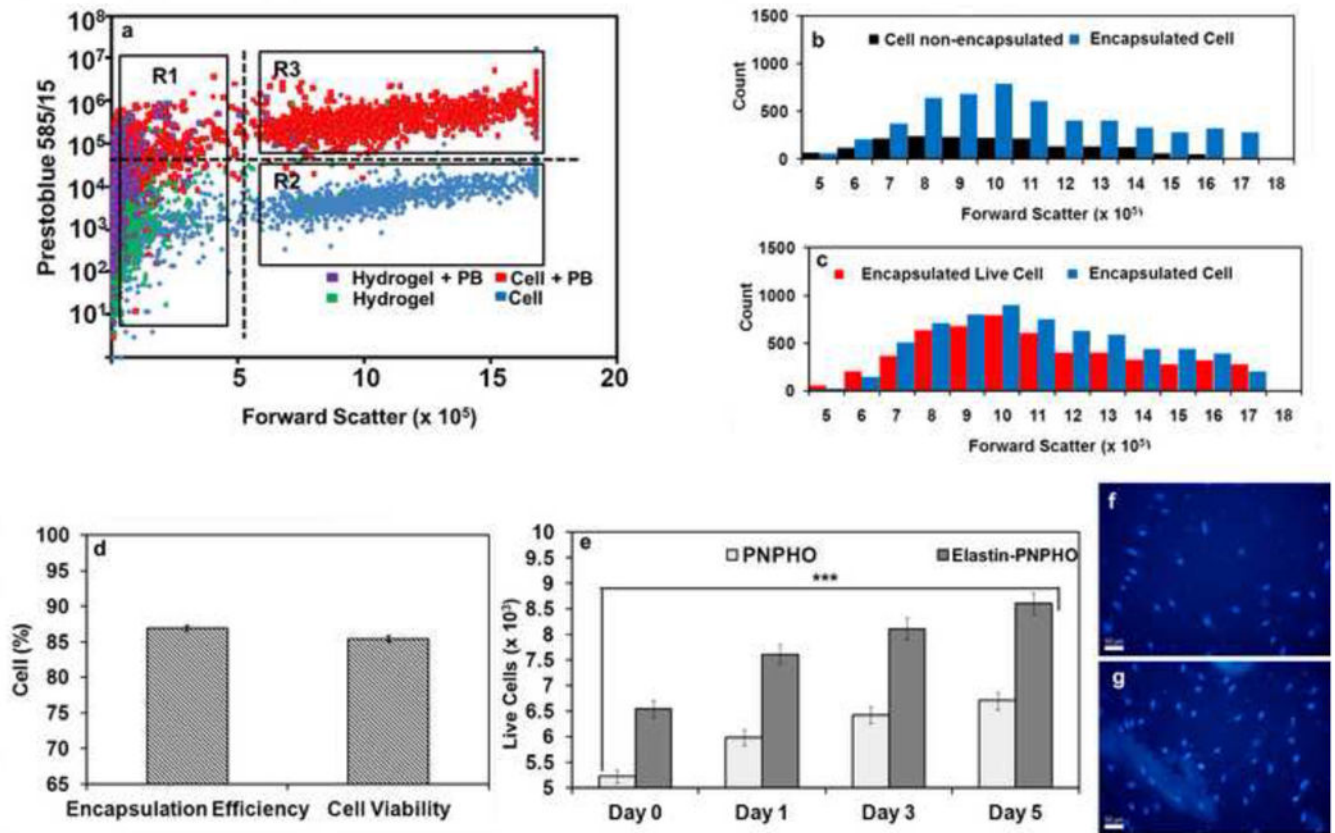 a
10⁸
10⁷
10⁶
10⁵
10⁴
10³
10²
10¹
Prestoblue 585/15
R1
R3
R2
Hydrogel + PB
Cell + PB
Hydrogel
Cell
5
10
15
20
Forward Scatter (x 10⁵)
b
Cell non-encapsulated
Encapsulated Cell
1500
1000
500
0
Count
5 6 7 8 9 10 11 12 13 14 15 16 17 18
Forward Scatter (x 10⁵)
c
Encapsulated Live Cell
Encapsulated Cell
1500
1000
500
0
Count
5 6 7 8 9 10 11 12 13 14 15 16 17 18
Forward Scatter (x 10⁵)
d
100
95
90
85
80
75
70
65
Cell (%)
Encapsulation Efficiency
Cell Viability
e
PNPHO
Elastin-PNPHO
***
10
9.5
9
8.5
8
7.5
7
6.5
6
5.5
5
Live Cells (x 10³)
Day 0
Day 1
Day 3
Day 5
f
g